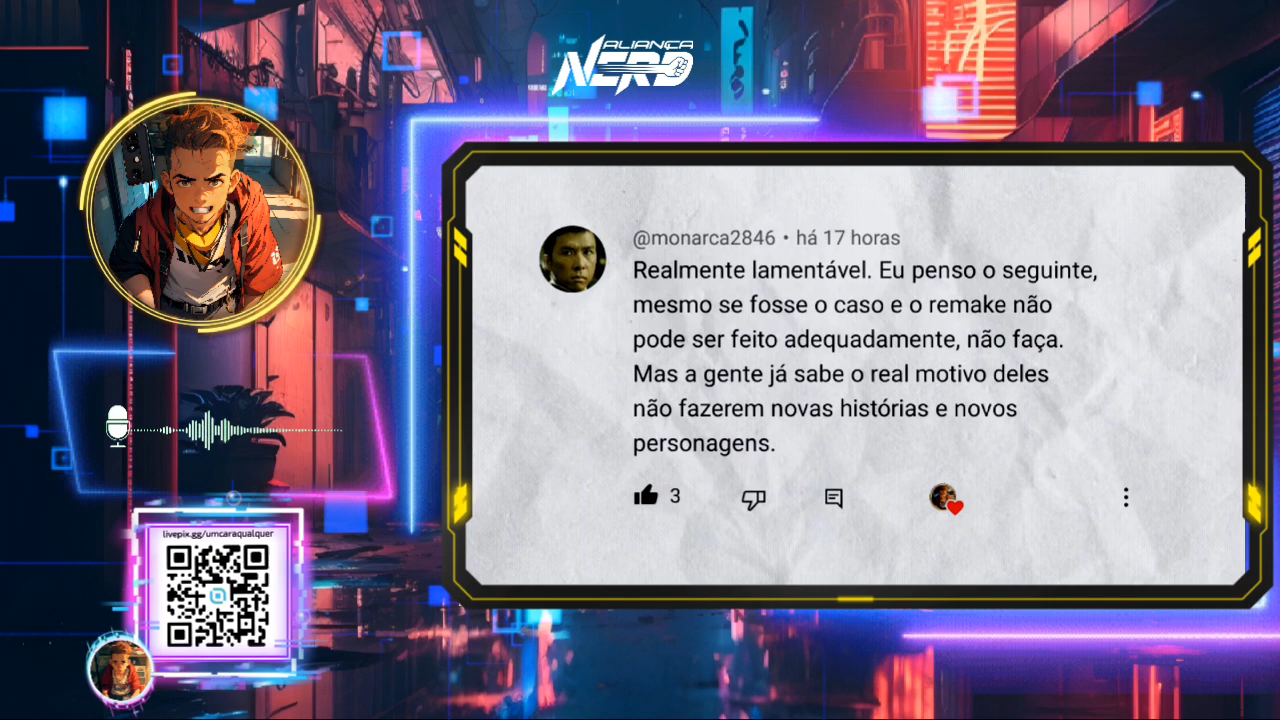 ALIANÇA
NERD
@monarca2846 • há 17 horas
Realmente lamentável. Eu penso o seguinte,
mesmo se fosse o caso e o remake não
pode ser feito adequadamente, não faça.
Mas a gente já sabe o real motivo deles
não fazerem novas histórias e novos
personagens.
3
livepix.gg/umcaraqualquer